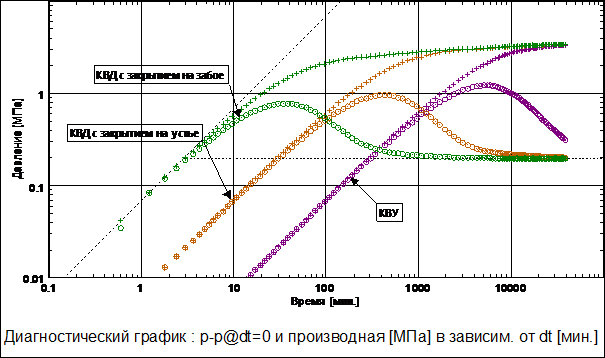 КВД с закрытием на забое
КВД с закрытием на устье
КВУ
Давление [МПа]
1
0.1
0.01
0.1
1
10
100
1000
10000
Время [мин.]
Диагностический график : p-p@dt=0 и производная [МПа] в зависим. от dt [мин.]